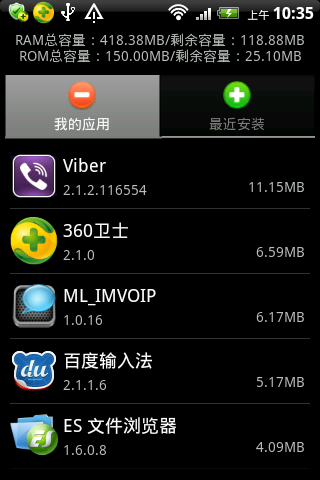 上午 10:35
RAM总容量：418.38MB/剩余容量：118.88MB
ROM总容量：150.00MB/剩余容量：25.10MB
我的应用 最近安装
Viber
2.1.2.116554 11.15MB
360卫士
2.1.0 6.59MB
ML_IMVOIP
1.0.16 6.17MB
du 百度输入法
2.1.1.6 5.17MB
ES ES 文件浏览器
1.6.0.8 4.09MB